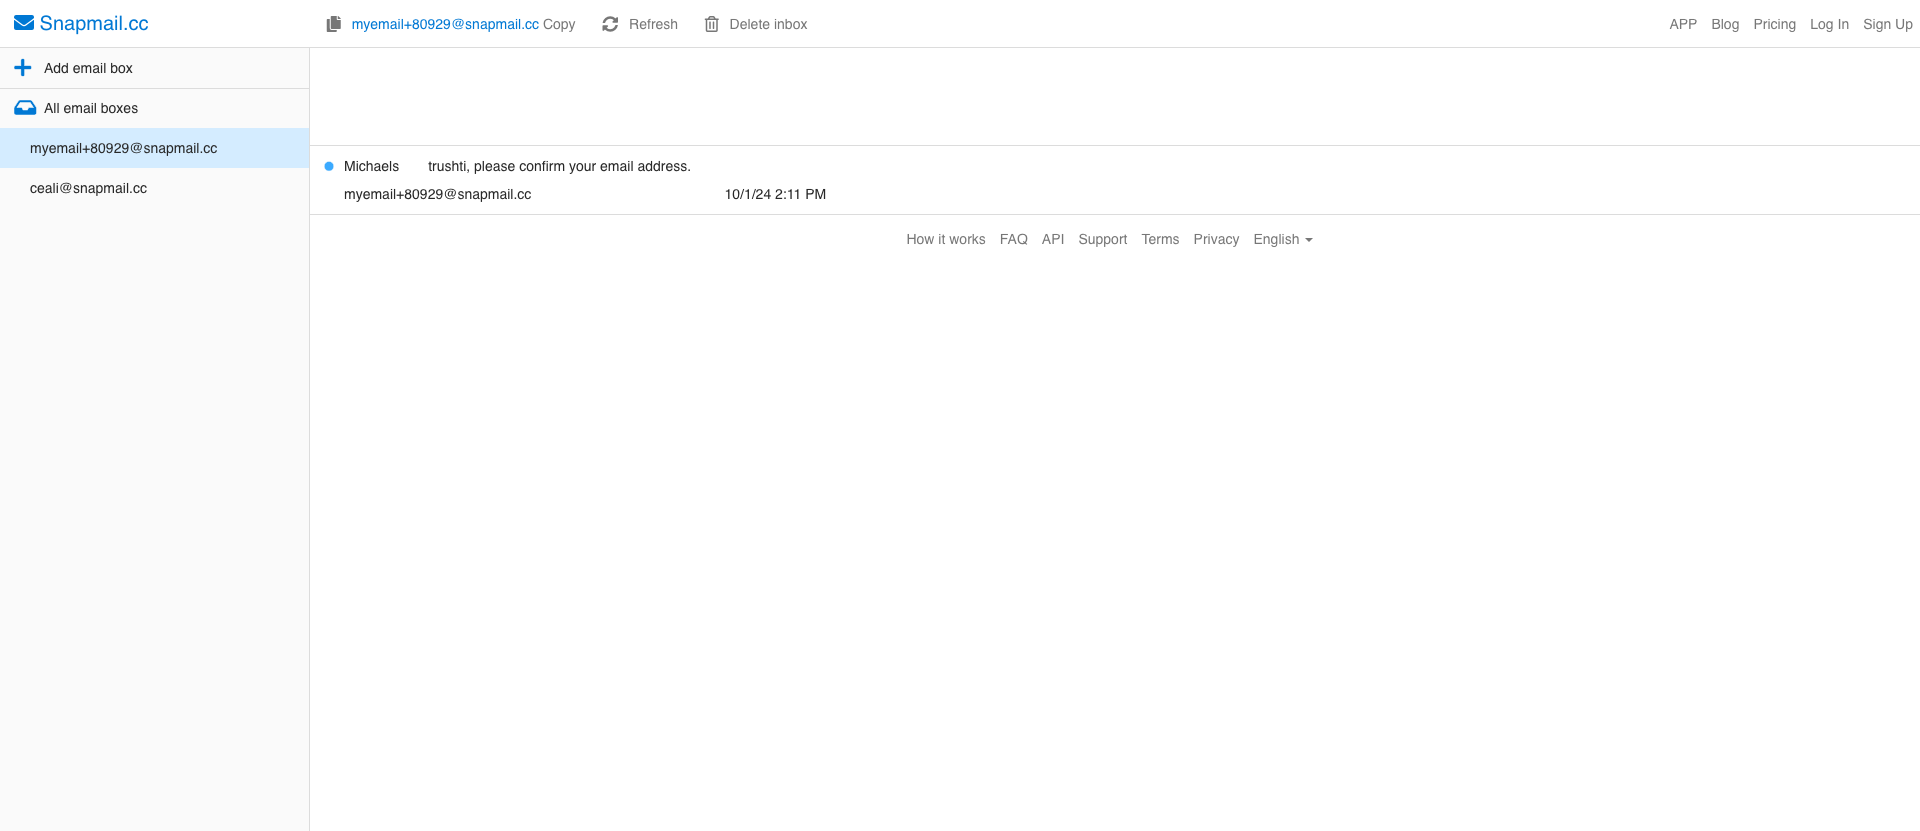 Snapmail.cc
myemail+80929@snapmail.cc Copy Refresh Delete inbox
APP Blog Pricing Log In Sign Up
Add email box
All email boxes
myemail+80929@snapmail.cc
ceali@snapmail.cc
Michaels trushti, please confirm your email address.
myemail+80929@snapmail.cc 10/1/24 2:11 PM
How it works FAQ API Support Terms Privacy English